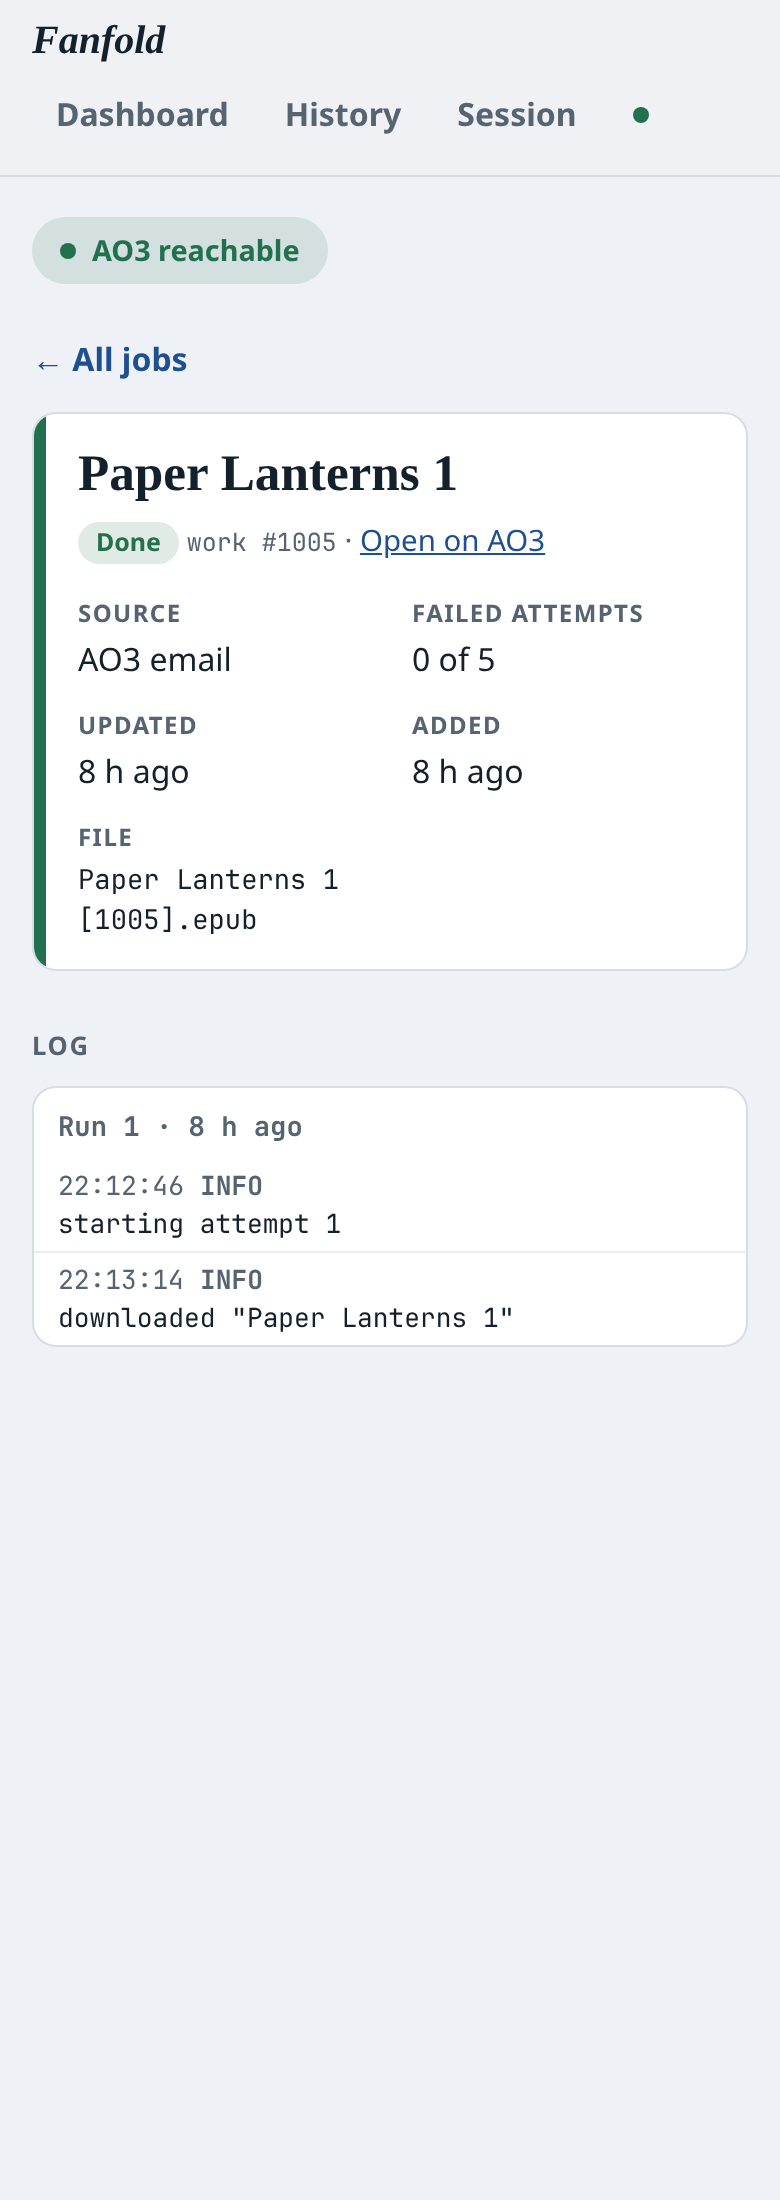 Fanfold
Dashboard History Session
AO3 reachable
← All jobs
Paper Lanterns 1
Done work #1005 · Open on AO3
SOURCE FAILED ATTEMPTS
AO3 email 0 of 5
UPDATED ADDED
8 h ago 8 h ago
FILE
Paper Lanterns 1
[1005].epub
LOG
Run 1 · 8 h ago
22:12:46 INFO
starting attempt 1
22:13:14 INFO
downloaded "Paper Lanterns 1"